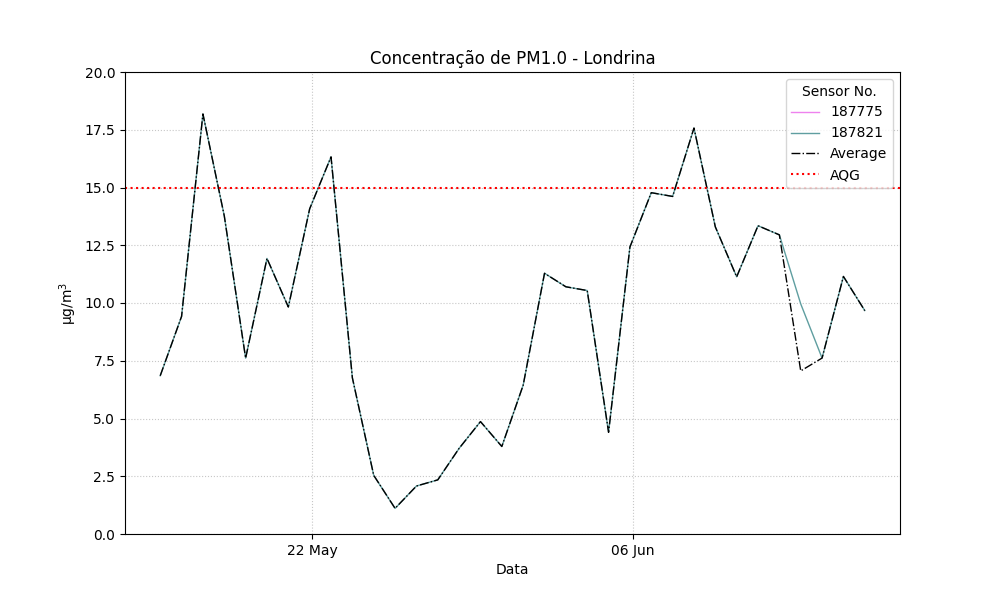 Concentração de PM1.0 - Londrina
Sensor No.
187775
187821
Average
AQG
20.0
17.5
15.0
12.5
10.0
7.5
5.0
2.5
0.0
µg/m³
22 May
06 Jun
Data